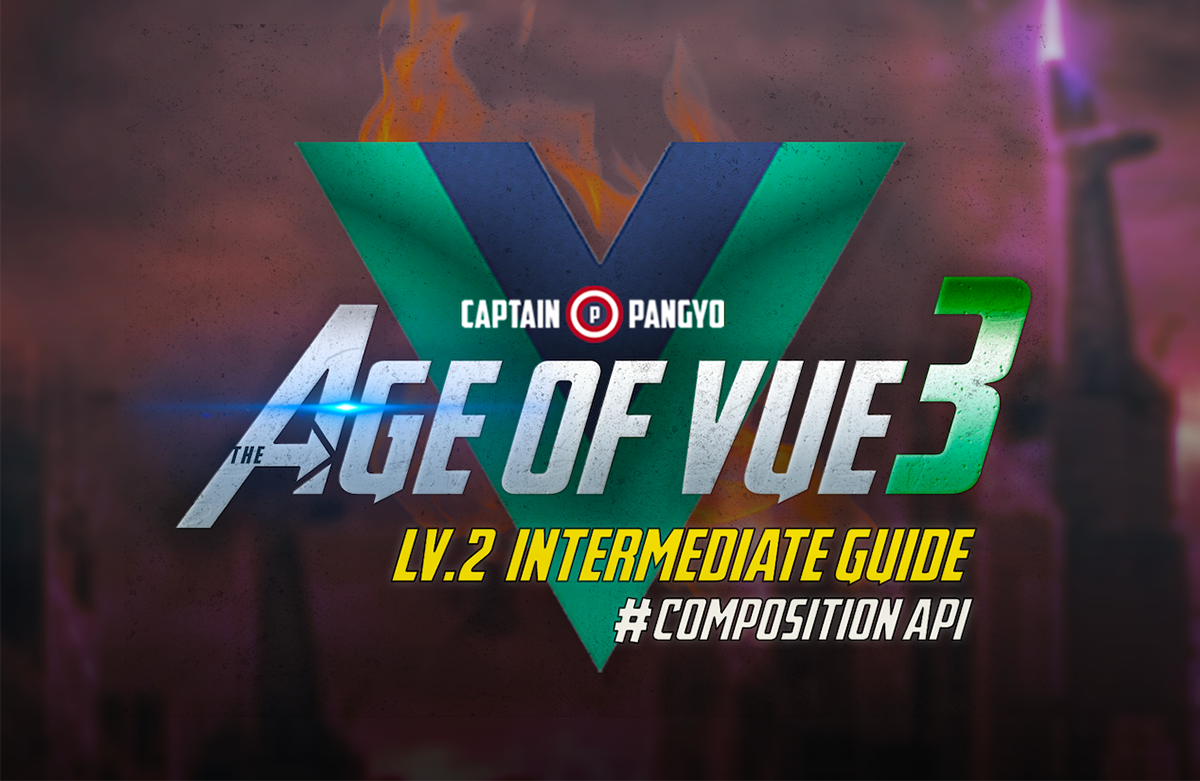 CAPTAIN P PANGYO
THE AGE OF VUE 3
LV.2 INTERMEDIATE GUIDE
#COMPOSITION API